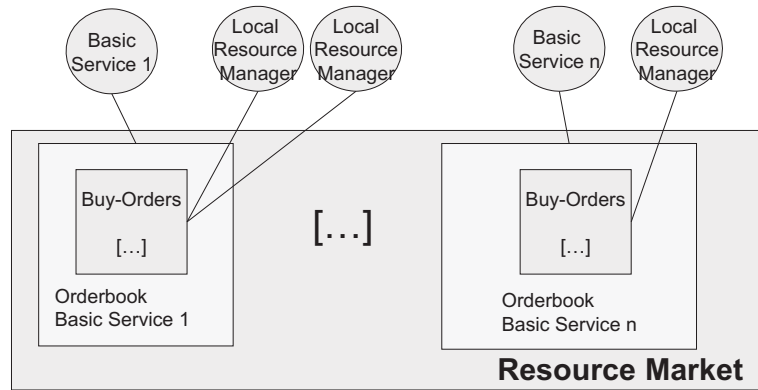 Basic
Service 1
Local
Resource
Manager
Local
Resource
Manager
Basic
Service n
Local
Resource
Manager
Buy-Orders
[...]
Orderbook
Basic Service 1
[...]
Buy-Orders
[...]
Orderbook
Basic Service n
Resource Market